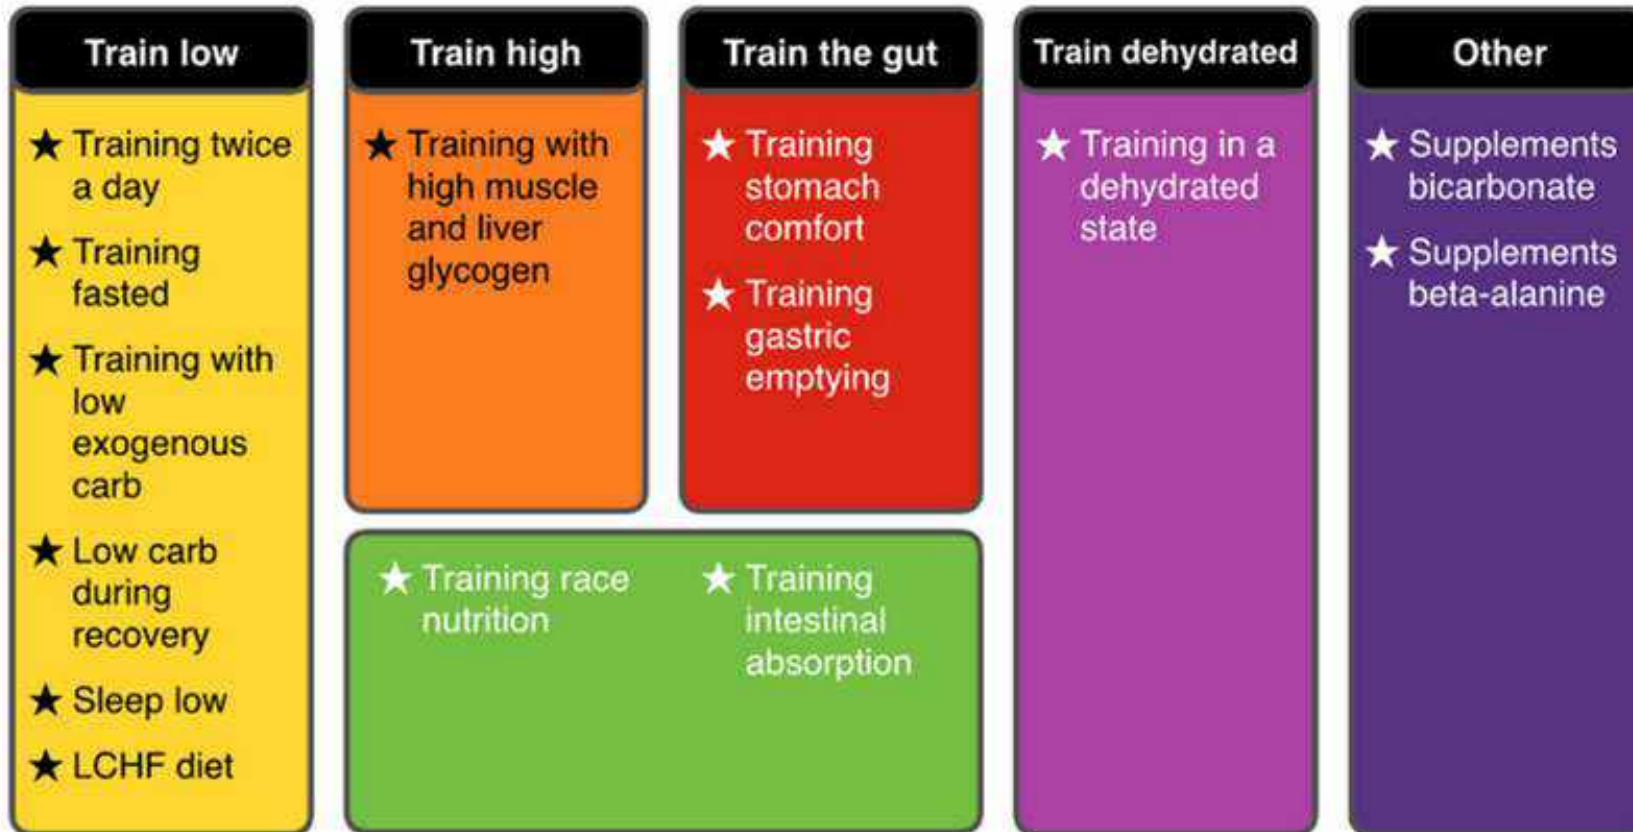 Train low
Training twice
a day
Training
fasted
Training with
low
exogenous
carb
Low carb
during
recovery
Sleep low
LCHF diet
Train high
Training with
high muscle
and liver
glycogen
Train the gut
Training
stomach
comfort
Training
gastric
emptying
Training race
nutrition
Training
intestinal
absorption
Train dehydrated
Training in a
dehydrated
state
Other
Supplements
bicarbonate
Supplements
beta-alanine